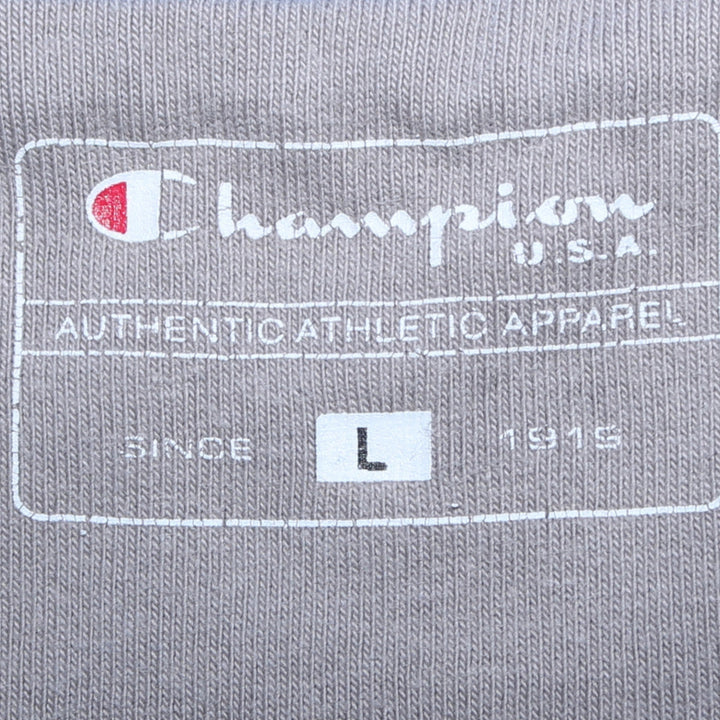 Champion
U.S.A.
AUTHENTIC ATHLETIC APPAREL
SINCE L 1919